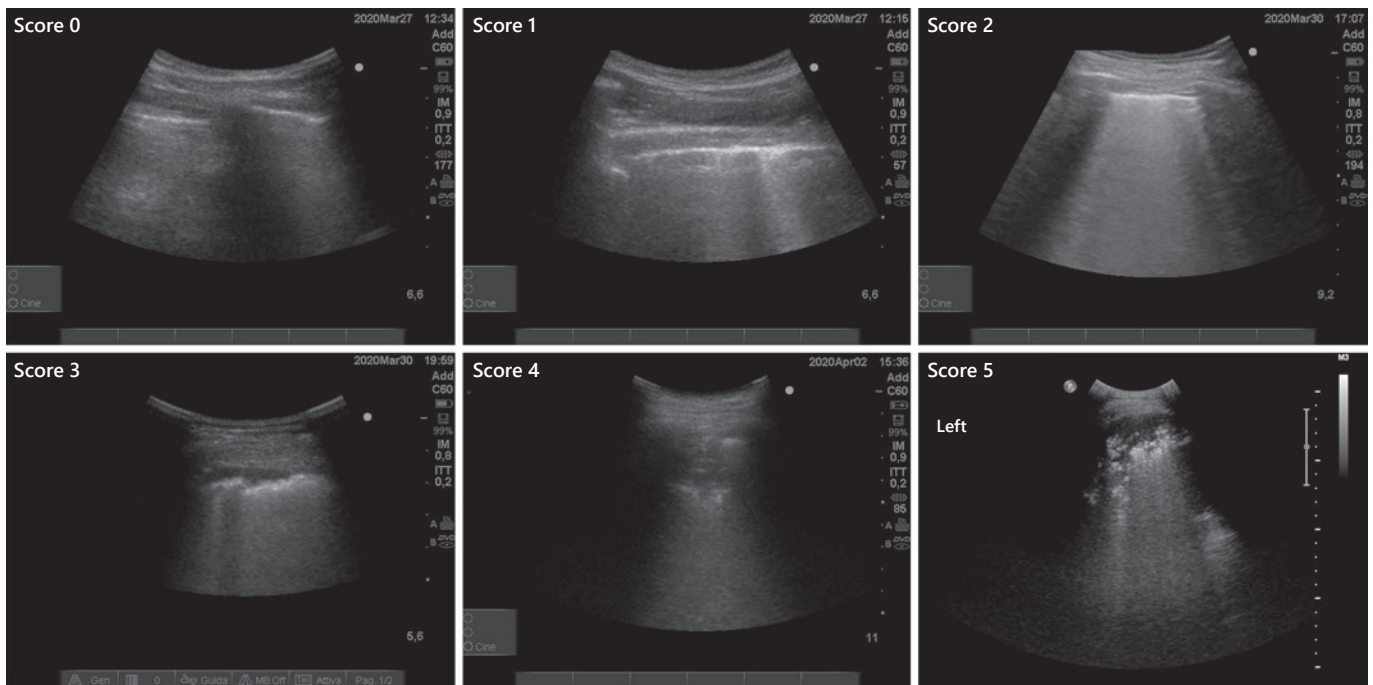 Score 0
2020Mar27 12:34
Add
C60
99%
IM
0,9
ITT
0,2
177
A
B DVD
Cine
6,6
Score 1
2020Mar27 12:15
Add
C60
99%
IM
0,9
ITT
0,2
57
A
B DVD
Cine
6,6
Score 2
2020Mar30 17:07
Add
C60
99%
IM
0,8
ITT
0,2
194
A
B DVD
Cine
9,2
Score 3
2020Mar30 19:59
Add
C60
99%
IM
0,8
ITT
0,2
A
B DVD
5,6
Gen 0 Guida MB Off Attiva Pag. 1/2
Score 4
2020Apr02 15:36
Add
C60
99%
IM
0,9
ITT
0,2
85
A
B DVD
Cine
11
Score 5
M3
Left